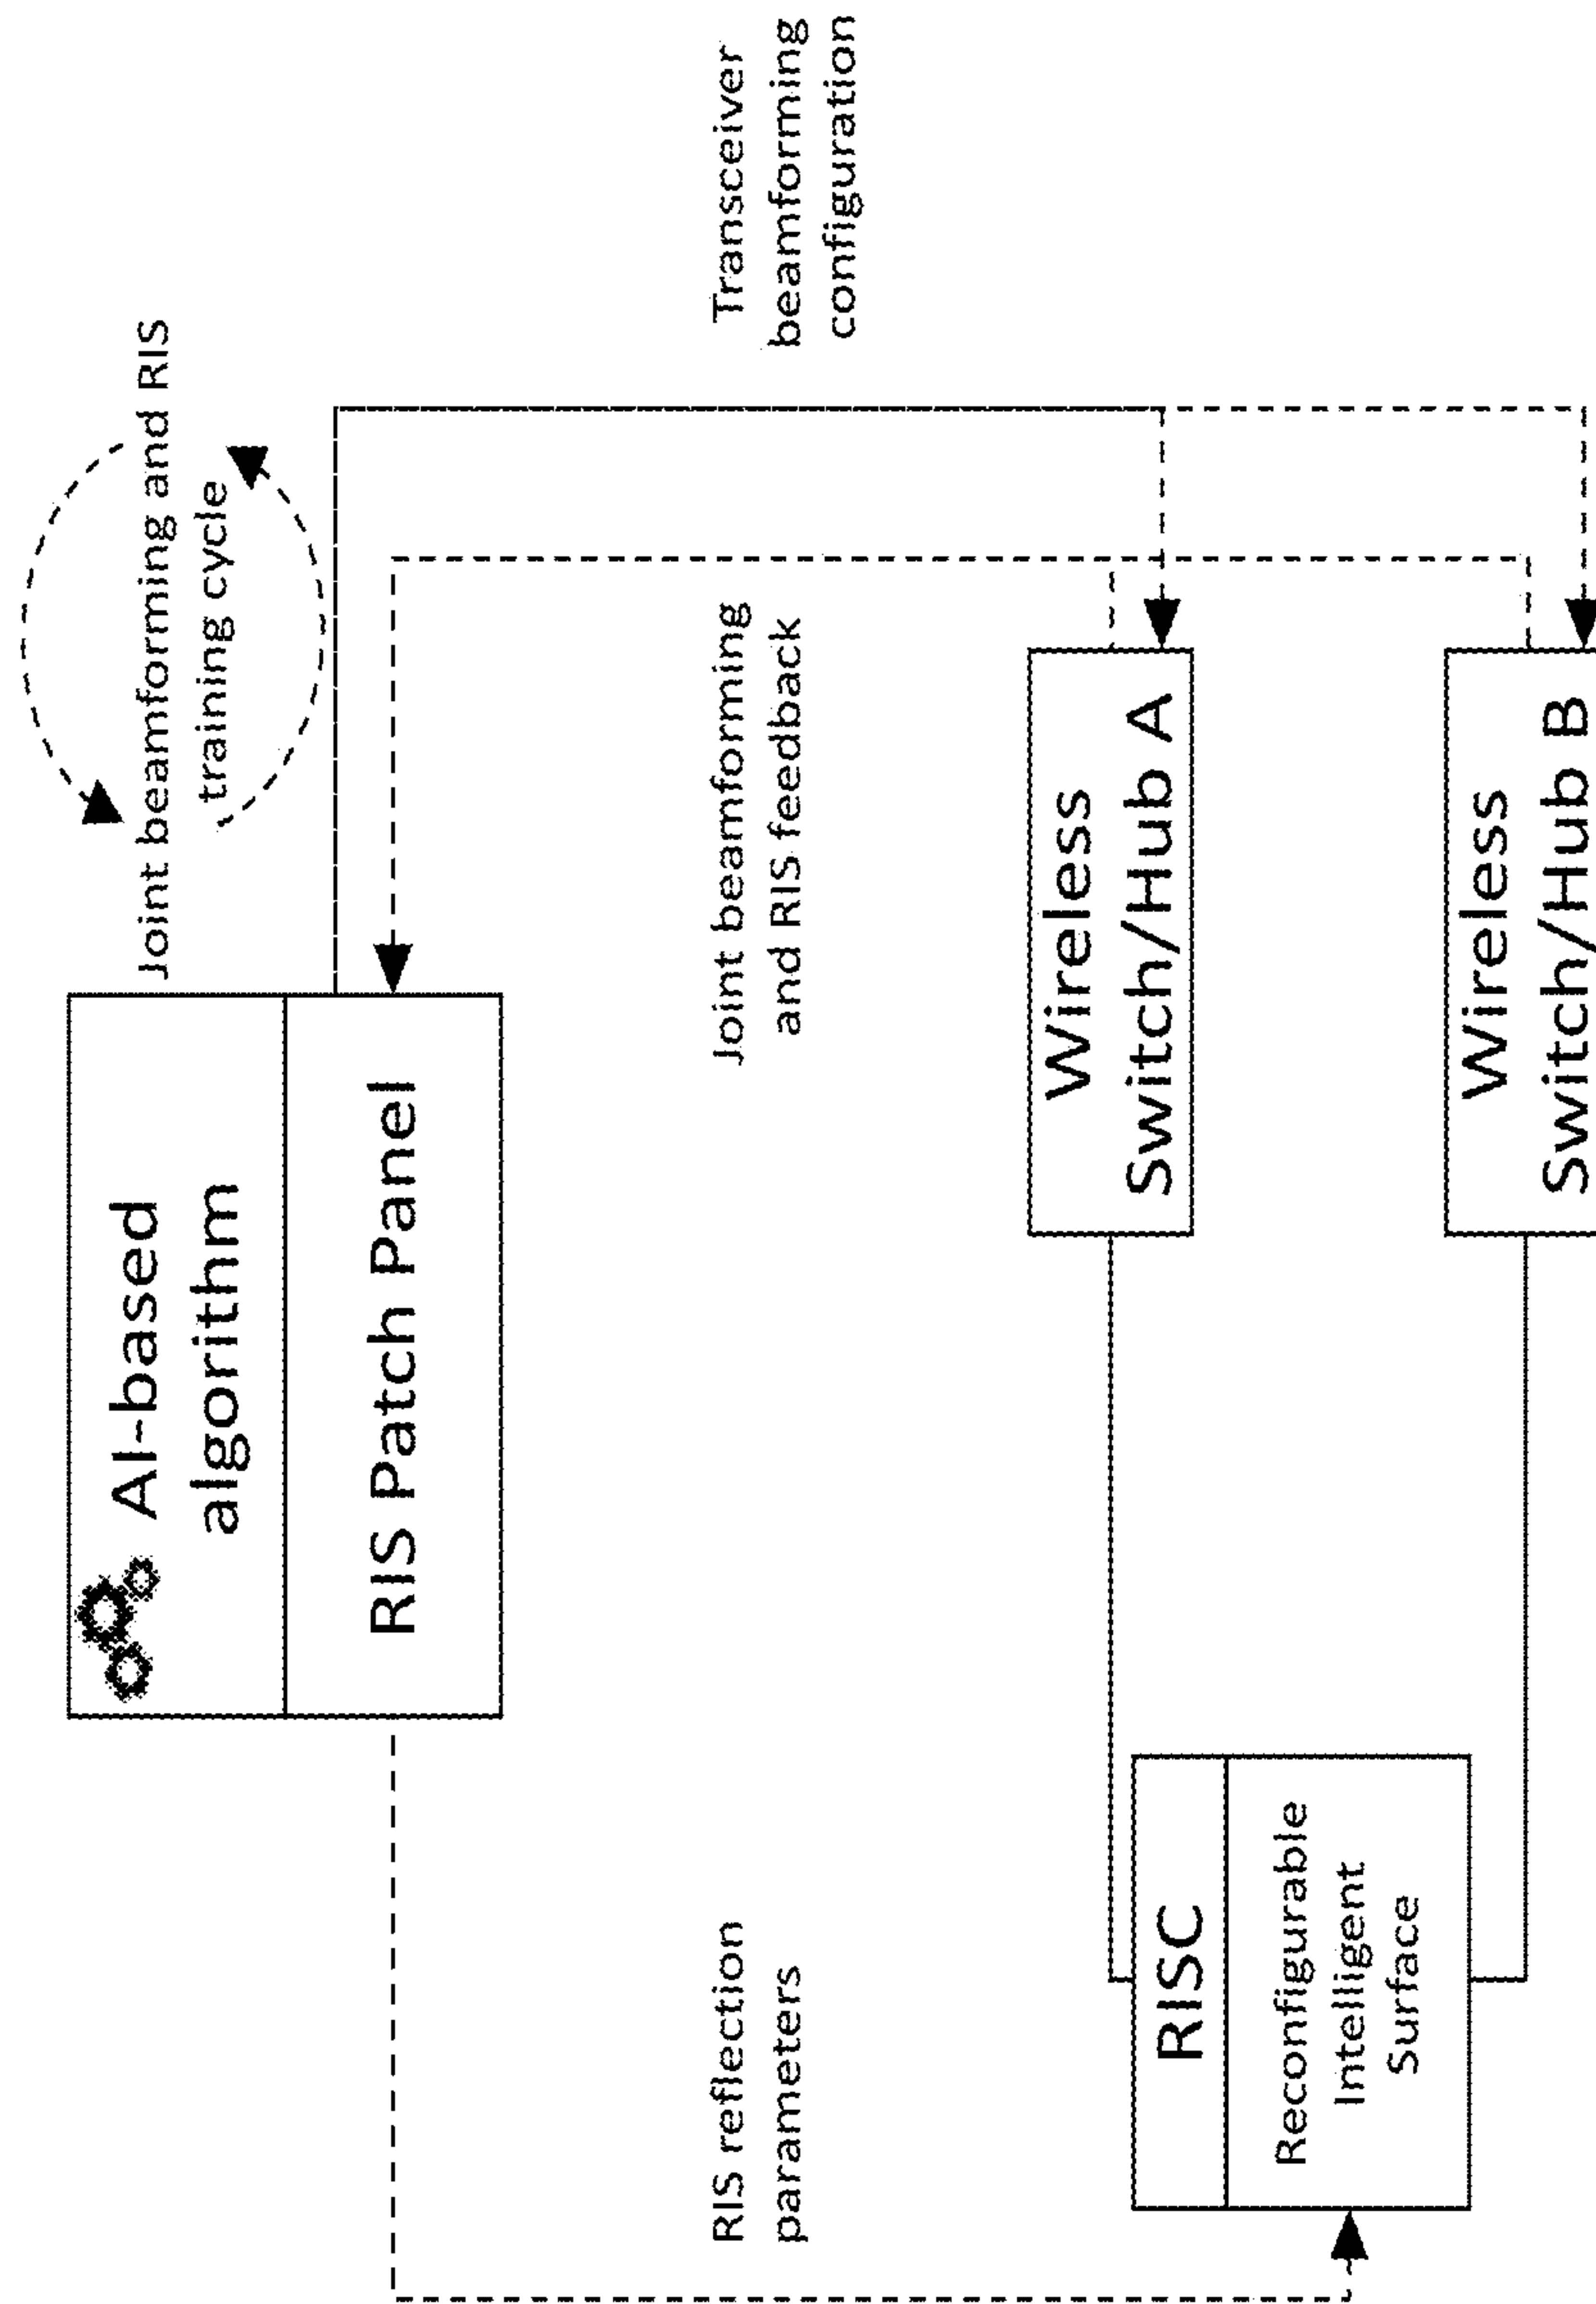 Joint beamforming and RIS
training cycle
AI-based
algorithm
RIS Patch Panel
RIS reflection
parameters
Joint beamforming
and RIS feedback
Transceiver
beamforming
configuration
Wireless
Switch/Hub A
RISC
Reconfigurable
Intelligent
Surface
Wireless
Switch/Hub B